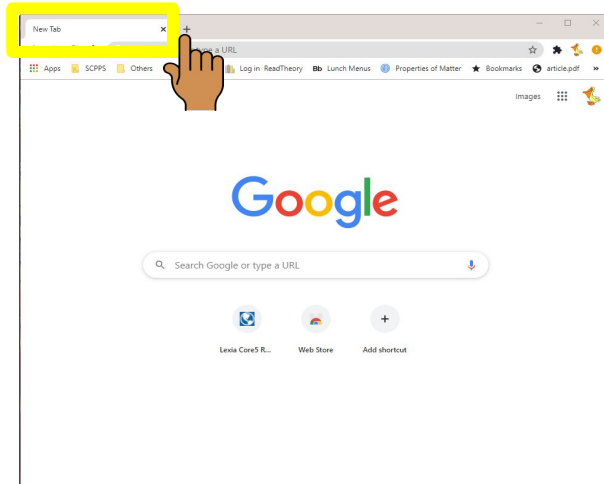 New Tab
type a URL
Apps SCPPS Others Log in ReadTheory Bb Lunch Menus Properties of Matter Bookmarks article.pdf »
Images
Google
Search Google or type a URL
Lexia Core5 R... Web Store Add shortcut